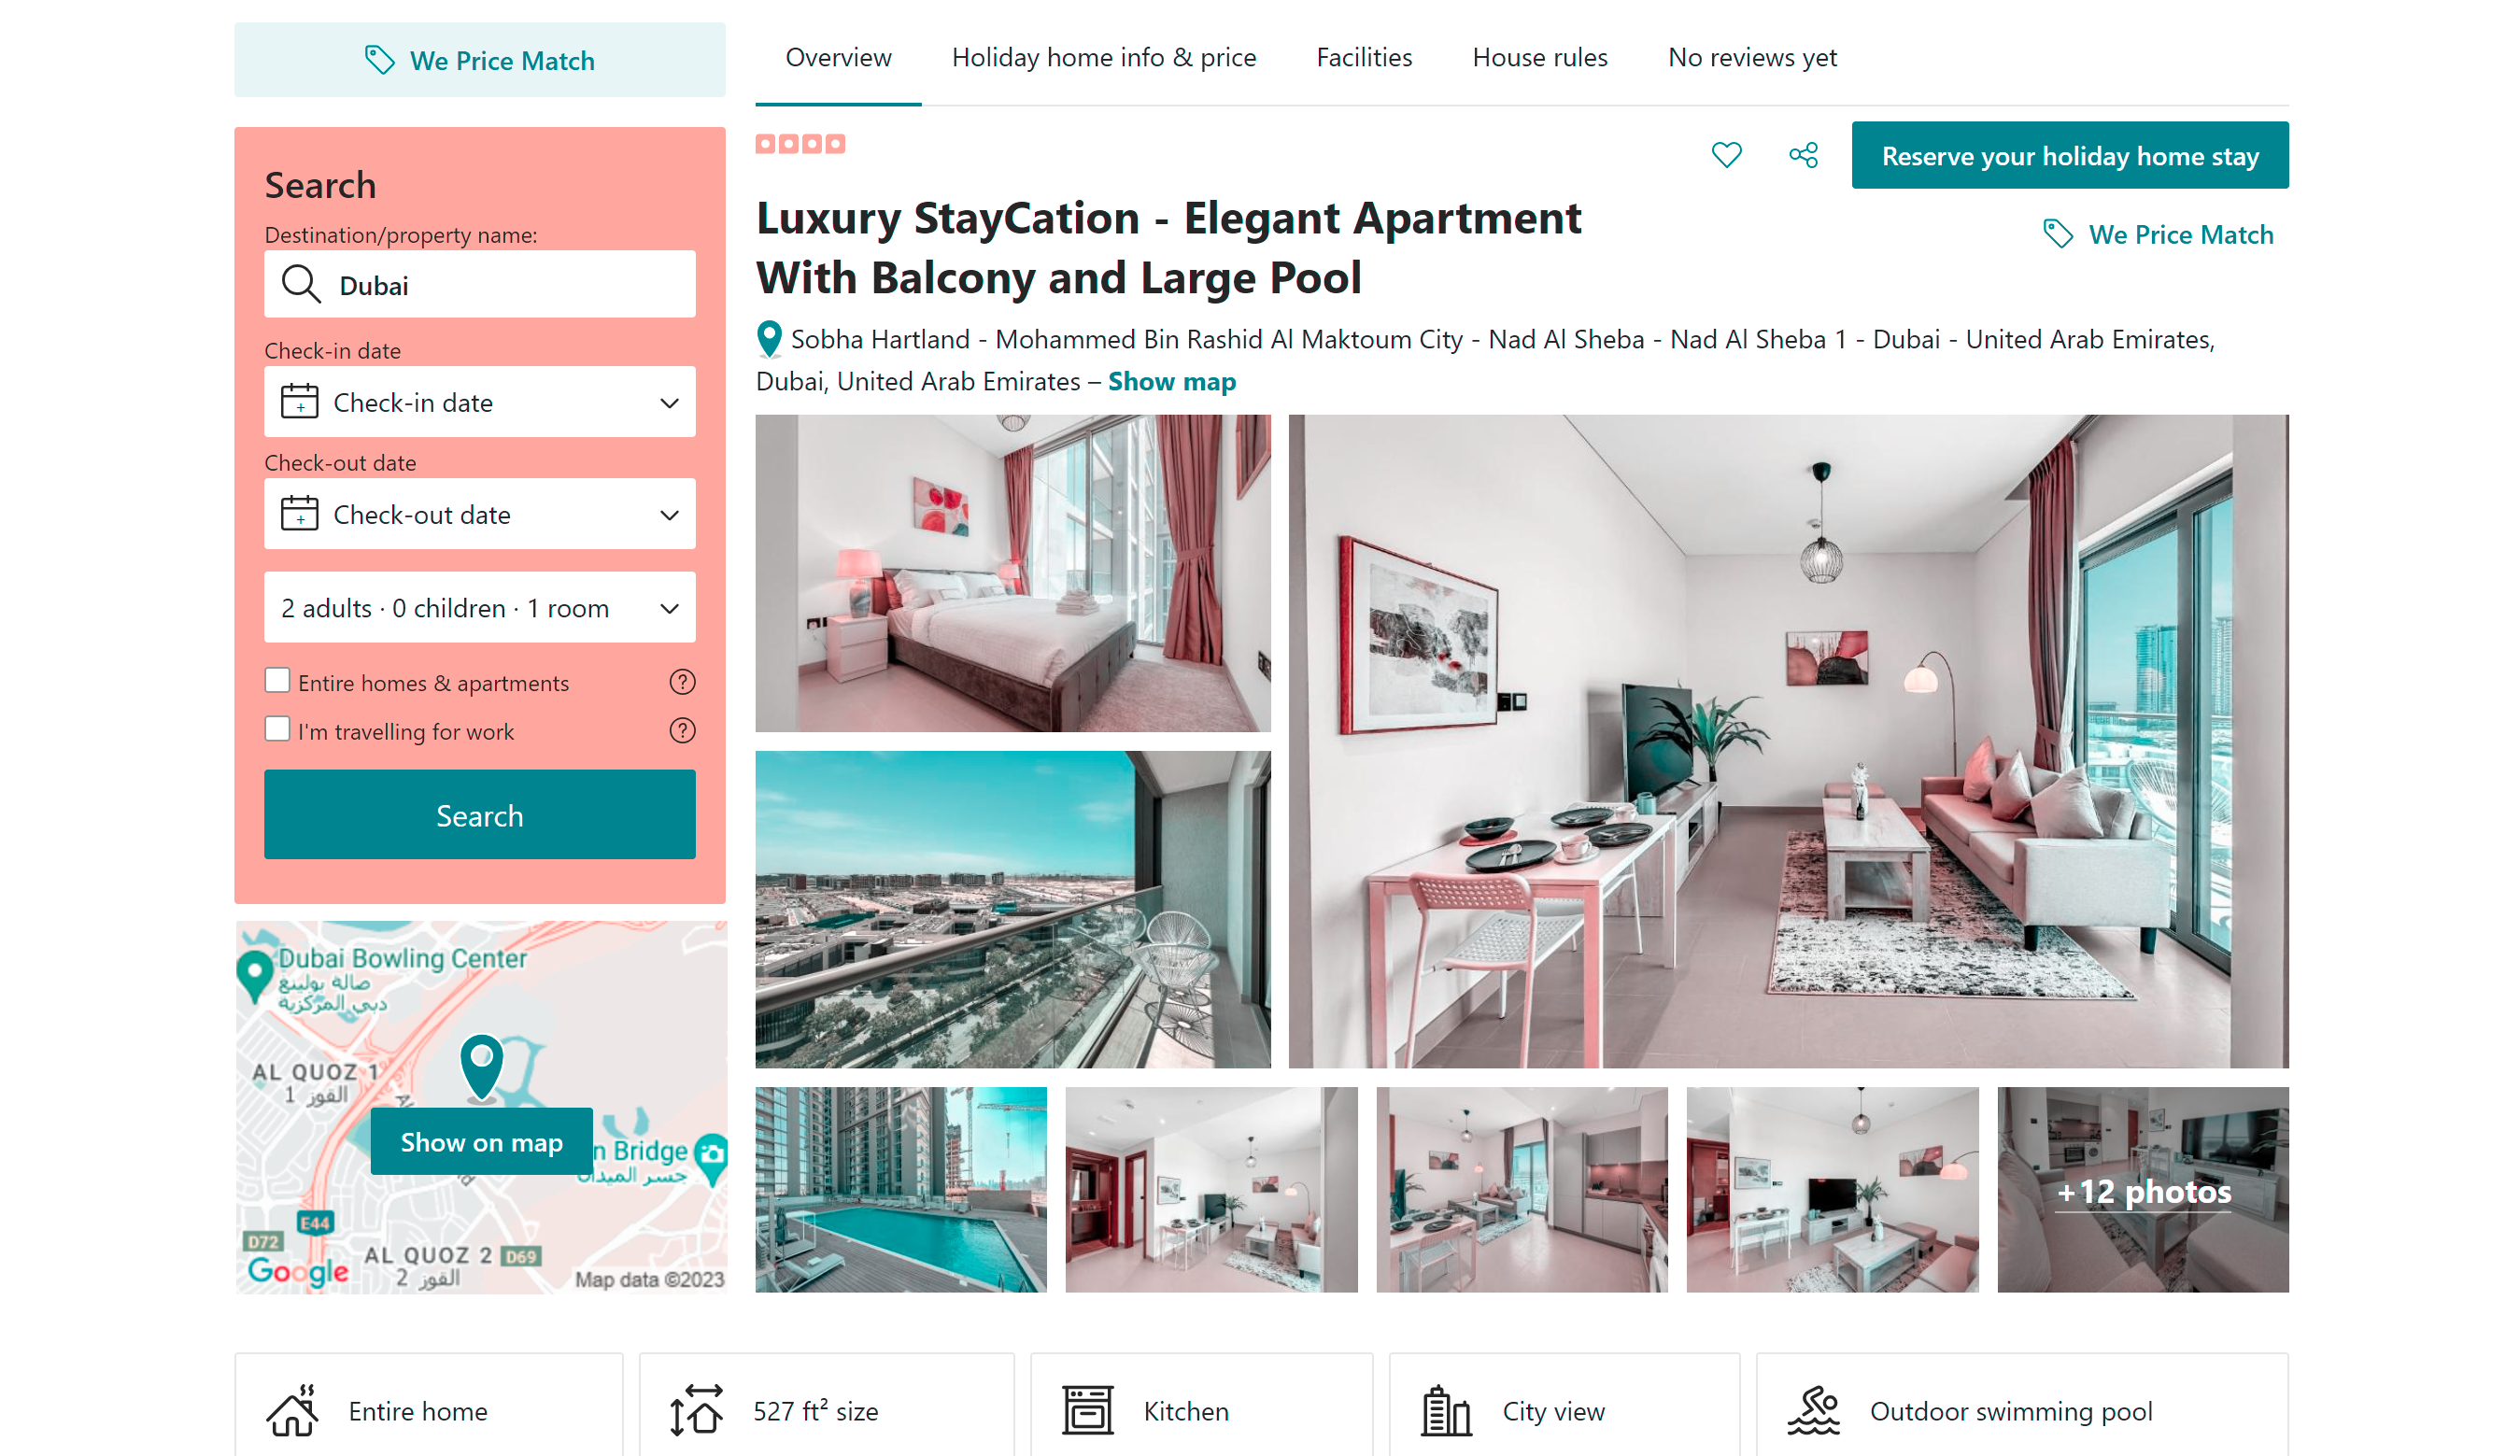 We Price Match
Overview
Holiday home info & price
Facilities
House rules
No reviews yet
Search
Destination/property name:
Dubai
Check-in date
Check-in date
Check-out date
Check-out date
2 adults · 0 children · 1 room
Entire homes & apartments
I'm travelling for work
Search
Reserve your holiday home stay
We Price Match
Luxury StayCation - Elegant Apartment
With Balcony and Large Pool
Sobha Hartland - Mohammed Bin Rashid Al Maktoum City - Nad Al Sheba - Nad Al Sheba 1 - Dubai - United Arab Emirates,
Dubai, United Arab Emirates – Show map
Dubai Bowling Center
صالة بولينغ
دبي المركزية
AL QUOZ 1
القوز 1
Show on map
Bridge
جسر
E44
D72
AL QUOZ 2
D69
القوز 2
Google
Map data ©2023
+12 photos
Entire home
527 ft² size
Kitchen
City view
Outdoor swimming pool